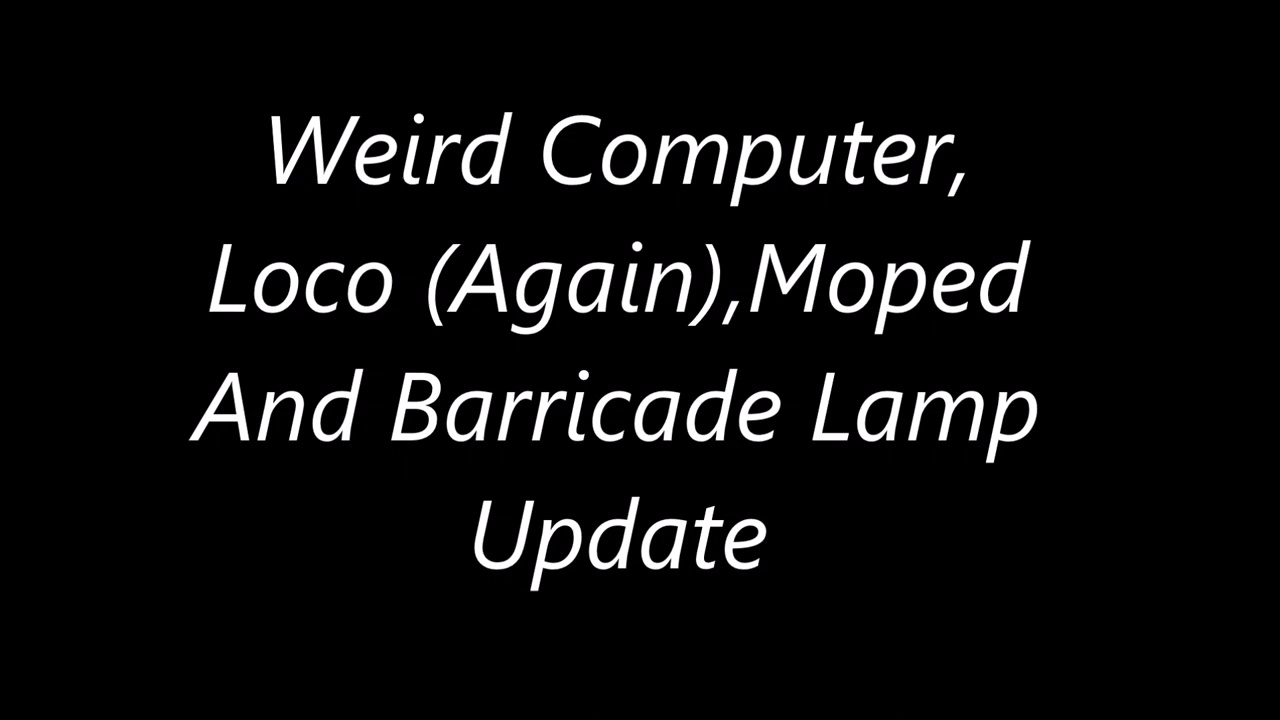 Weird Computer,
Loco (Again),Moped
And Barricade Lamp
Update